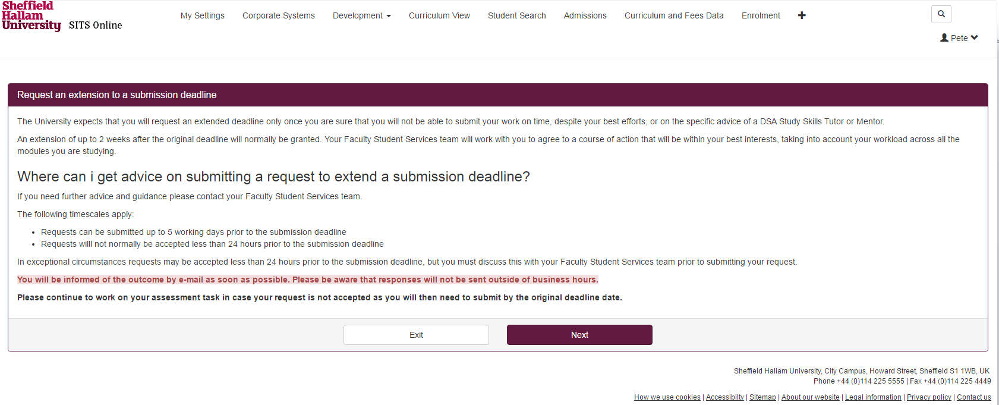 Sheffield
Hallam
University SITS Online
My Settings Corporate Systems Development Curriculum View Student Search Admissions Curriculum and Fees Data Enrolment
Pete
Request an extension to a submission deadline
The University expects that you will request an extended deadline only once you are sure that you will not be able to submit your work on time, despite your best efforts, or on the specific advice of a DSA Study Skills Tutor or Mentor.
An extension of up to 2 weeks after the original deadline will normally be granted. Your Faculty Student Services team will work with you to agree to a course of action that will be within your best interests, taking into account your workload across all the
modules you are studying.
Where can i get advice on submitting a request to extend a submission deadline?
If you need further advice and guidance please contact your Faculty Student Services team.
The following timescales apply:
• Requests can be submitted up to 5 working days prior to the submission deadline
• Requests willl not normally be accepted less than 24 hours prior to the submission deadline
In exceptional circumstances requests may be accepted less than 24 hours prior to the submission deadline, but you must discuss this with your Faculty Student Services team prior to submitting your request.
You will be informed of the outcome by e-mail as soon as possible. Please be aware that responses will not be sent outside of business hours.
Please continue to work on your assessment task in case your request is not accepted as you will then need to submit by the original deadline date.
Exit Next
Sheffield Hallam University, City Campus, Howard Street, Sheffield S1 1WB, UK
Phone +44 (0)114 225 5555 | Fax +44 (0)114 225 4449
How we use cookies | Accessibilty | Sitemap | About our website | Legal information | Privacy policy | Contact us